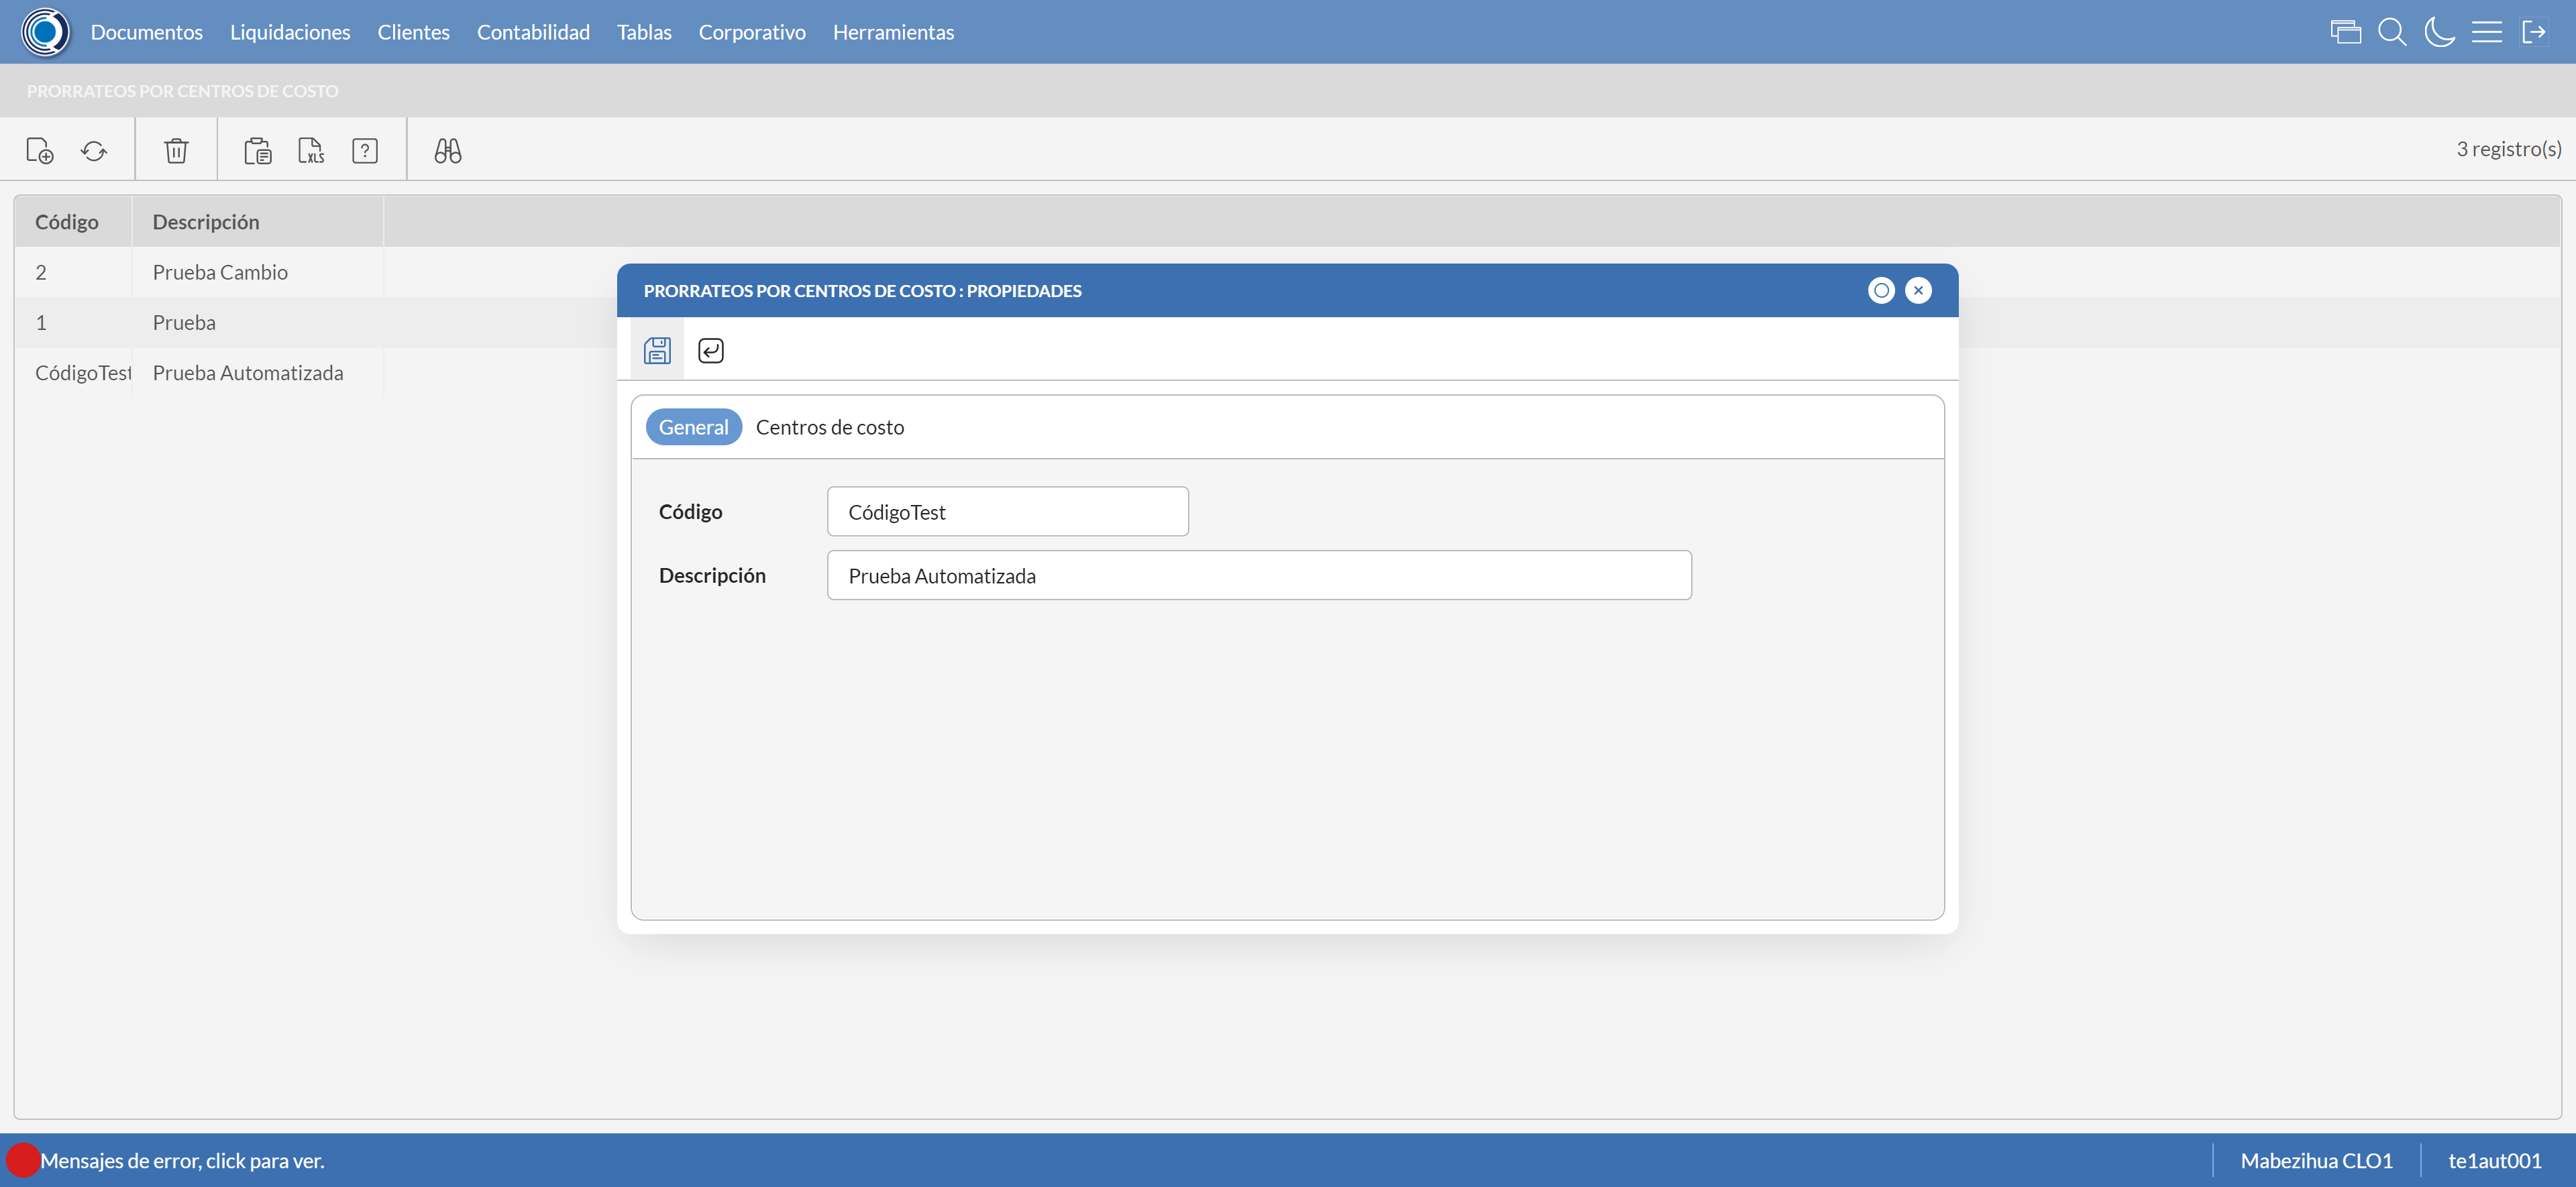 Documentos Liquidaciones Clientes Contabilidad Tablas Corporativo Herramientas
PRORRATEOS POR CENTROS DE COSTO
XLS ? 3 registro(s)
Código Descripción
2 Prueba Cambio
1 Prueba
CódigoTest Prueba Automatizada
PRORRATEOS POR CENTROS DE COSTO : PROPIEDADES
General Centros de costo
Código CódigoTest
Descripción Prueba Automatizada
Mensajes de error, click para ver. Mabezihua CLO1 te1aut001